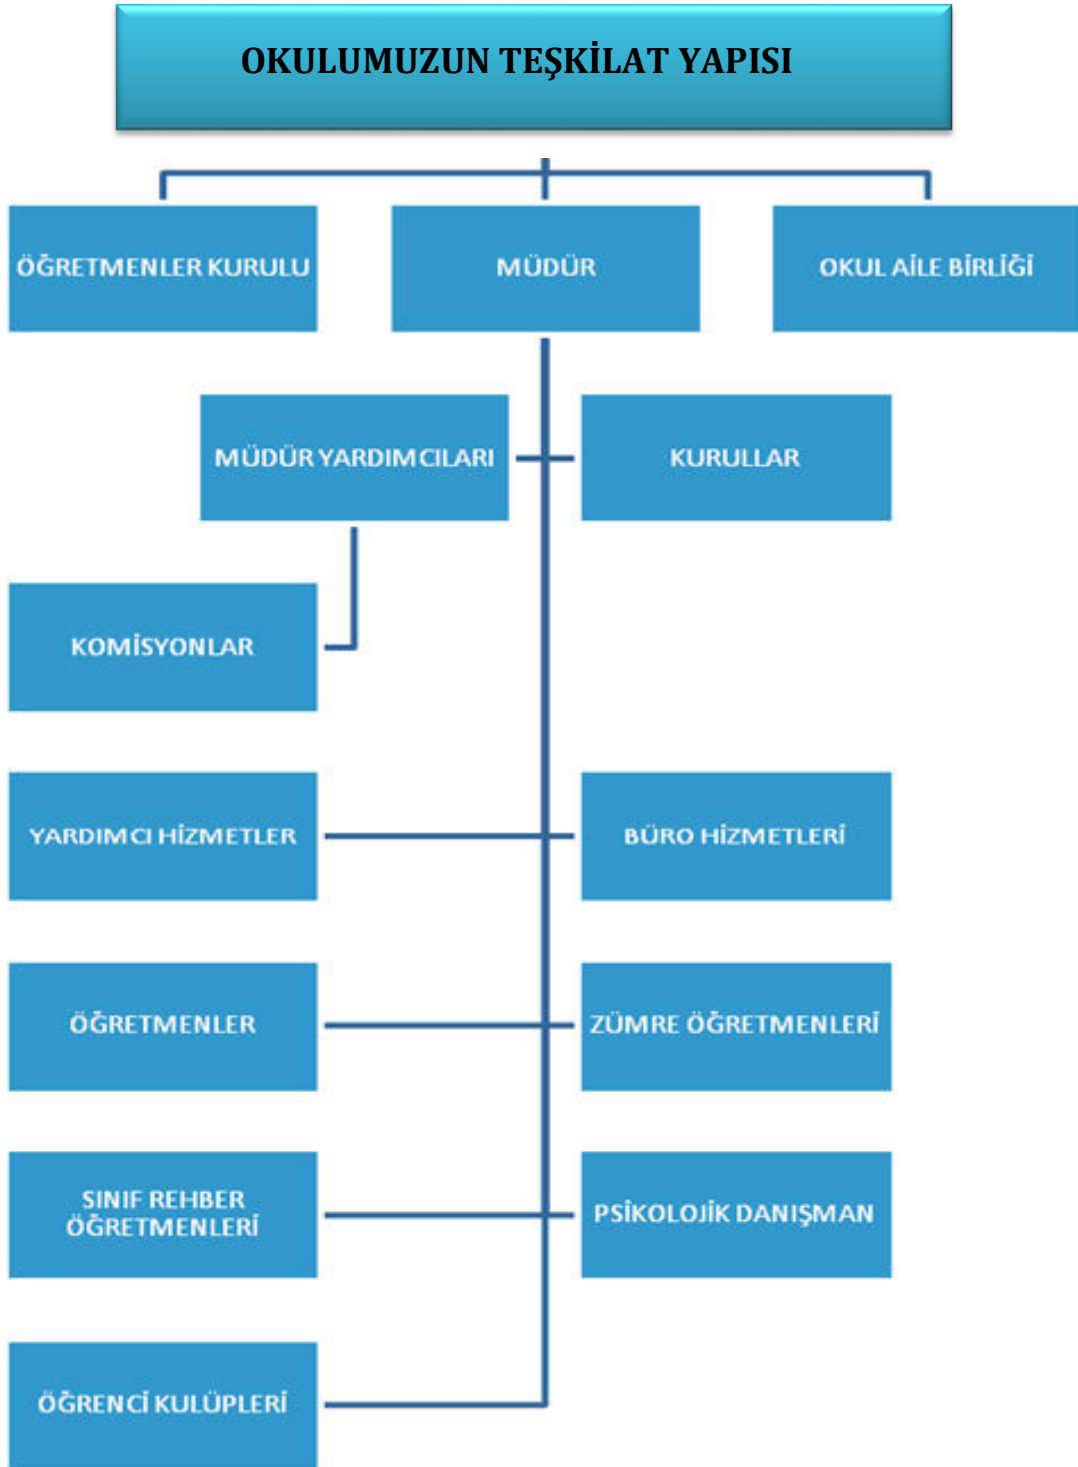 OKULUMUZUN TEŞKİLAT YAPISI
ÖĞRETMENLER KURULU
MÜDÜR
OKUL AİLE BİRLİĞİ
MÜDÜR YARDIMCILARI
KURULLAR
KOMİSYONLAR
YARDIMCI HİZMETLER
BÜRO HİZMETLERİ
ÖĞRETMENLER
ZÜMRE ÖĞRETMENLERİ
SINIF REHBER
ÖĞRETMENLERİ
PSİKOLOJİK DANIŞMAN
ÖĞRENCİ KULÜPLERİ